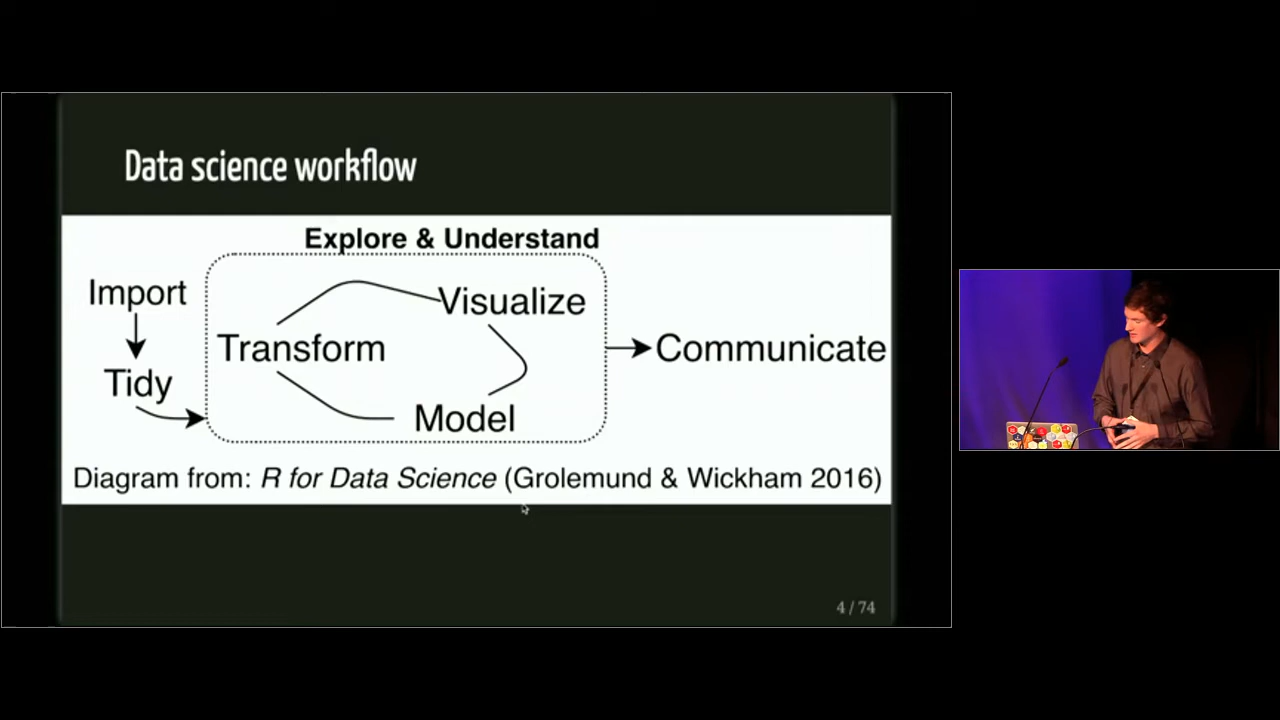 Data science workflow
Explore & Understand
Import
Tidy
Transform
Visualize
Model
Communicate
Diagram from: R for Data Science (Grolemund & Wickham 2016)
4 / 74